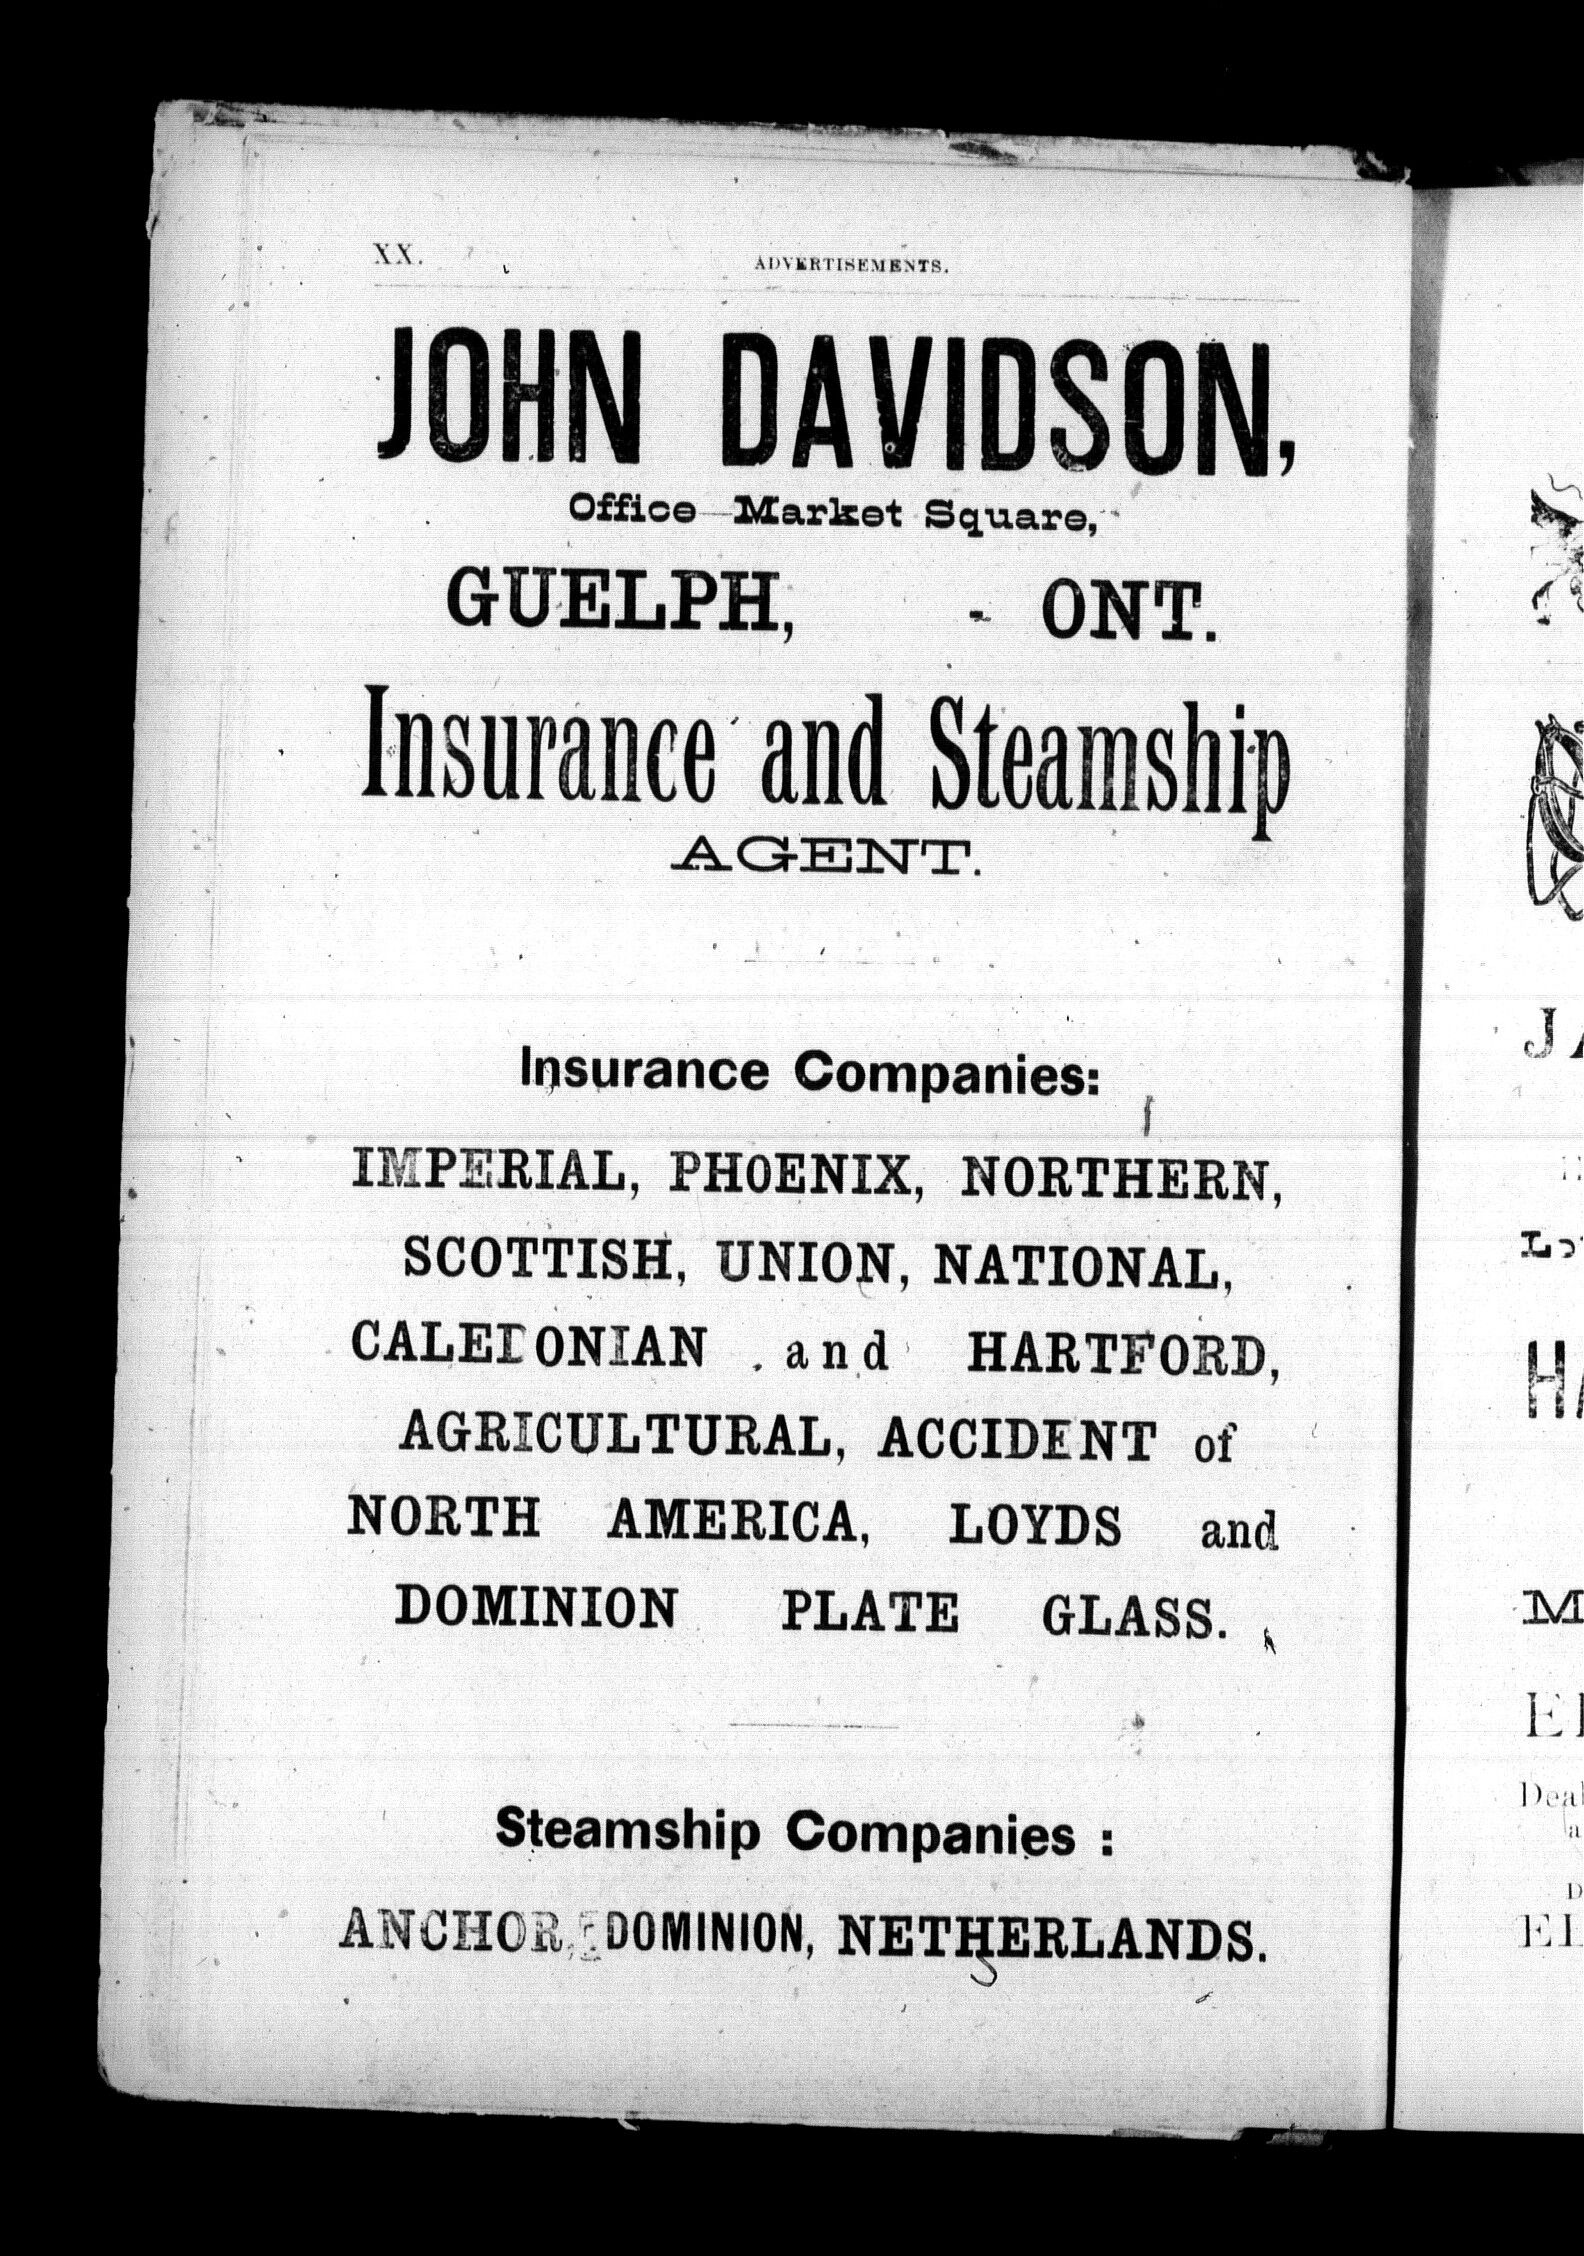 XX. ADVERTISEMENTS.
JOHN DAVIDSON,
Office—Market Square,
GUELPH, - ONT.
Insurance and Steamship
AGENT.
Insurance Companies:
IMPERIAL, PHOENIX, NORTHERN,
SCOTTISH, UNION, NATIONAL,
CALEDONIAN and HARTFORD,
AGRICULTURAL, ACCIDENT of
NORTH AMERICA, LOYDS and
DOMINION PLATE GLASS.
Steamship Companies :
ANCHOR, DOMINION, NETHERLANDS.